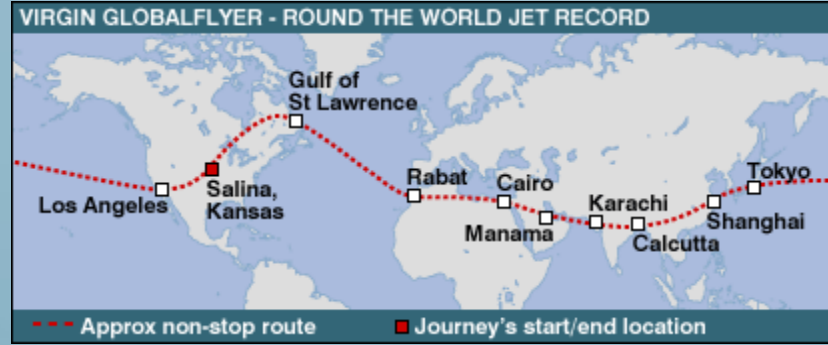 VIRGIN GLOBALFLYER - ROUND THE WORLD JET RECORD
Gulf of
St Lawrence
Rabat
Cairo
Karachi
Tokyo
Los Angeles
Salina,
Kansas
Manama
Calcutta
Shanghai
Approx non-stop route
Journey's start/end location